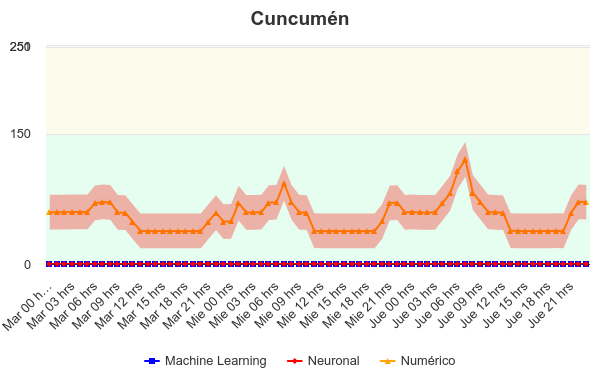 Cuncumén
250
150
0
Mar 00 h...
Mar 03 hrs
Mar 06 hrs
Mar 09 hrs
Mar 12 hrs
Mar 15 hrs
Mar 18 hrs
Mar 21 hrs
Mie 00 hrs
Mie 03 hrs
Mie 06 hrs
Mie 09 hrs
Mie 12 hrs
Mie 15 hrs
Mie 18 hrs
Mie 21 hrs
Jue 00 hrs
Jue 03 hrs
Jue 06 hrs
Jue 09 hrs
Jue 12 hrs
Jue 15 hrs
Jue 18 hrs
Jue 21 hrs
Machine Learning Neuronal Numérico